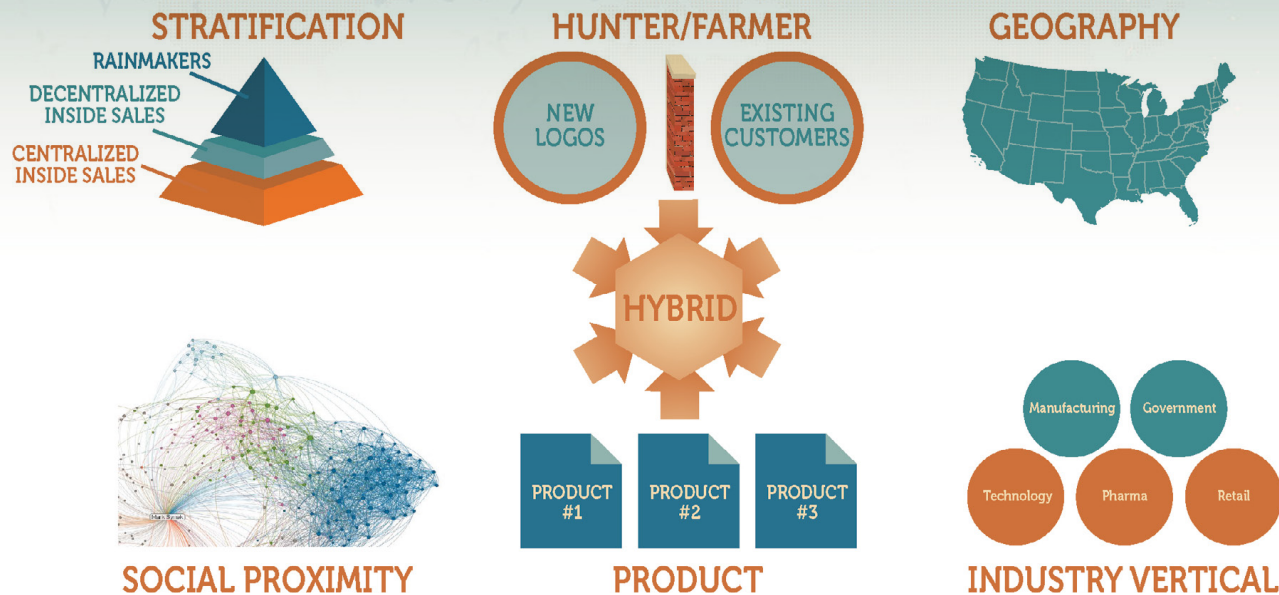 STRATIFICATION
RAINMAKERS
DECENTRALIZED
INSIDE SALES
CENTRALIZED
INSIDE SALES
HUNTER/FARMER
NEW
LOGOS
EXISTING
CUSTOMERS
GEOGRAPHY
HYBRID
SOCIAL PROXIMITY
PRODUCT
#1
PRODUCT
#2
PRODUCT
#3
PRODUCT
Manufacturing
Government
Technology
Pharma
Retail
INDUSTRY VERTICAL